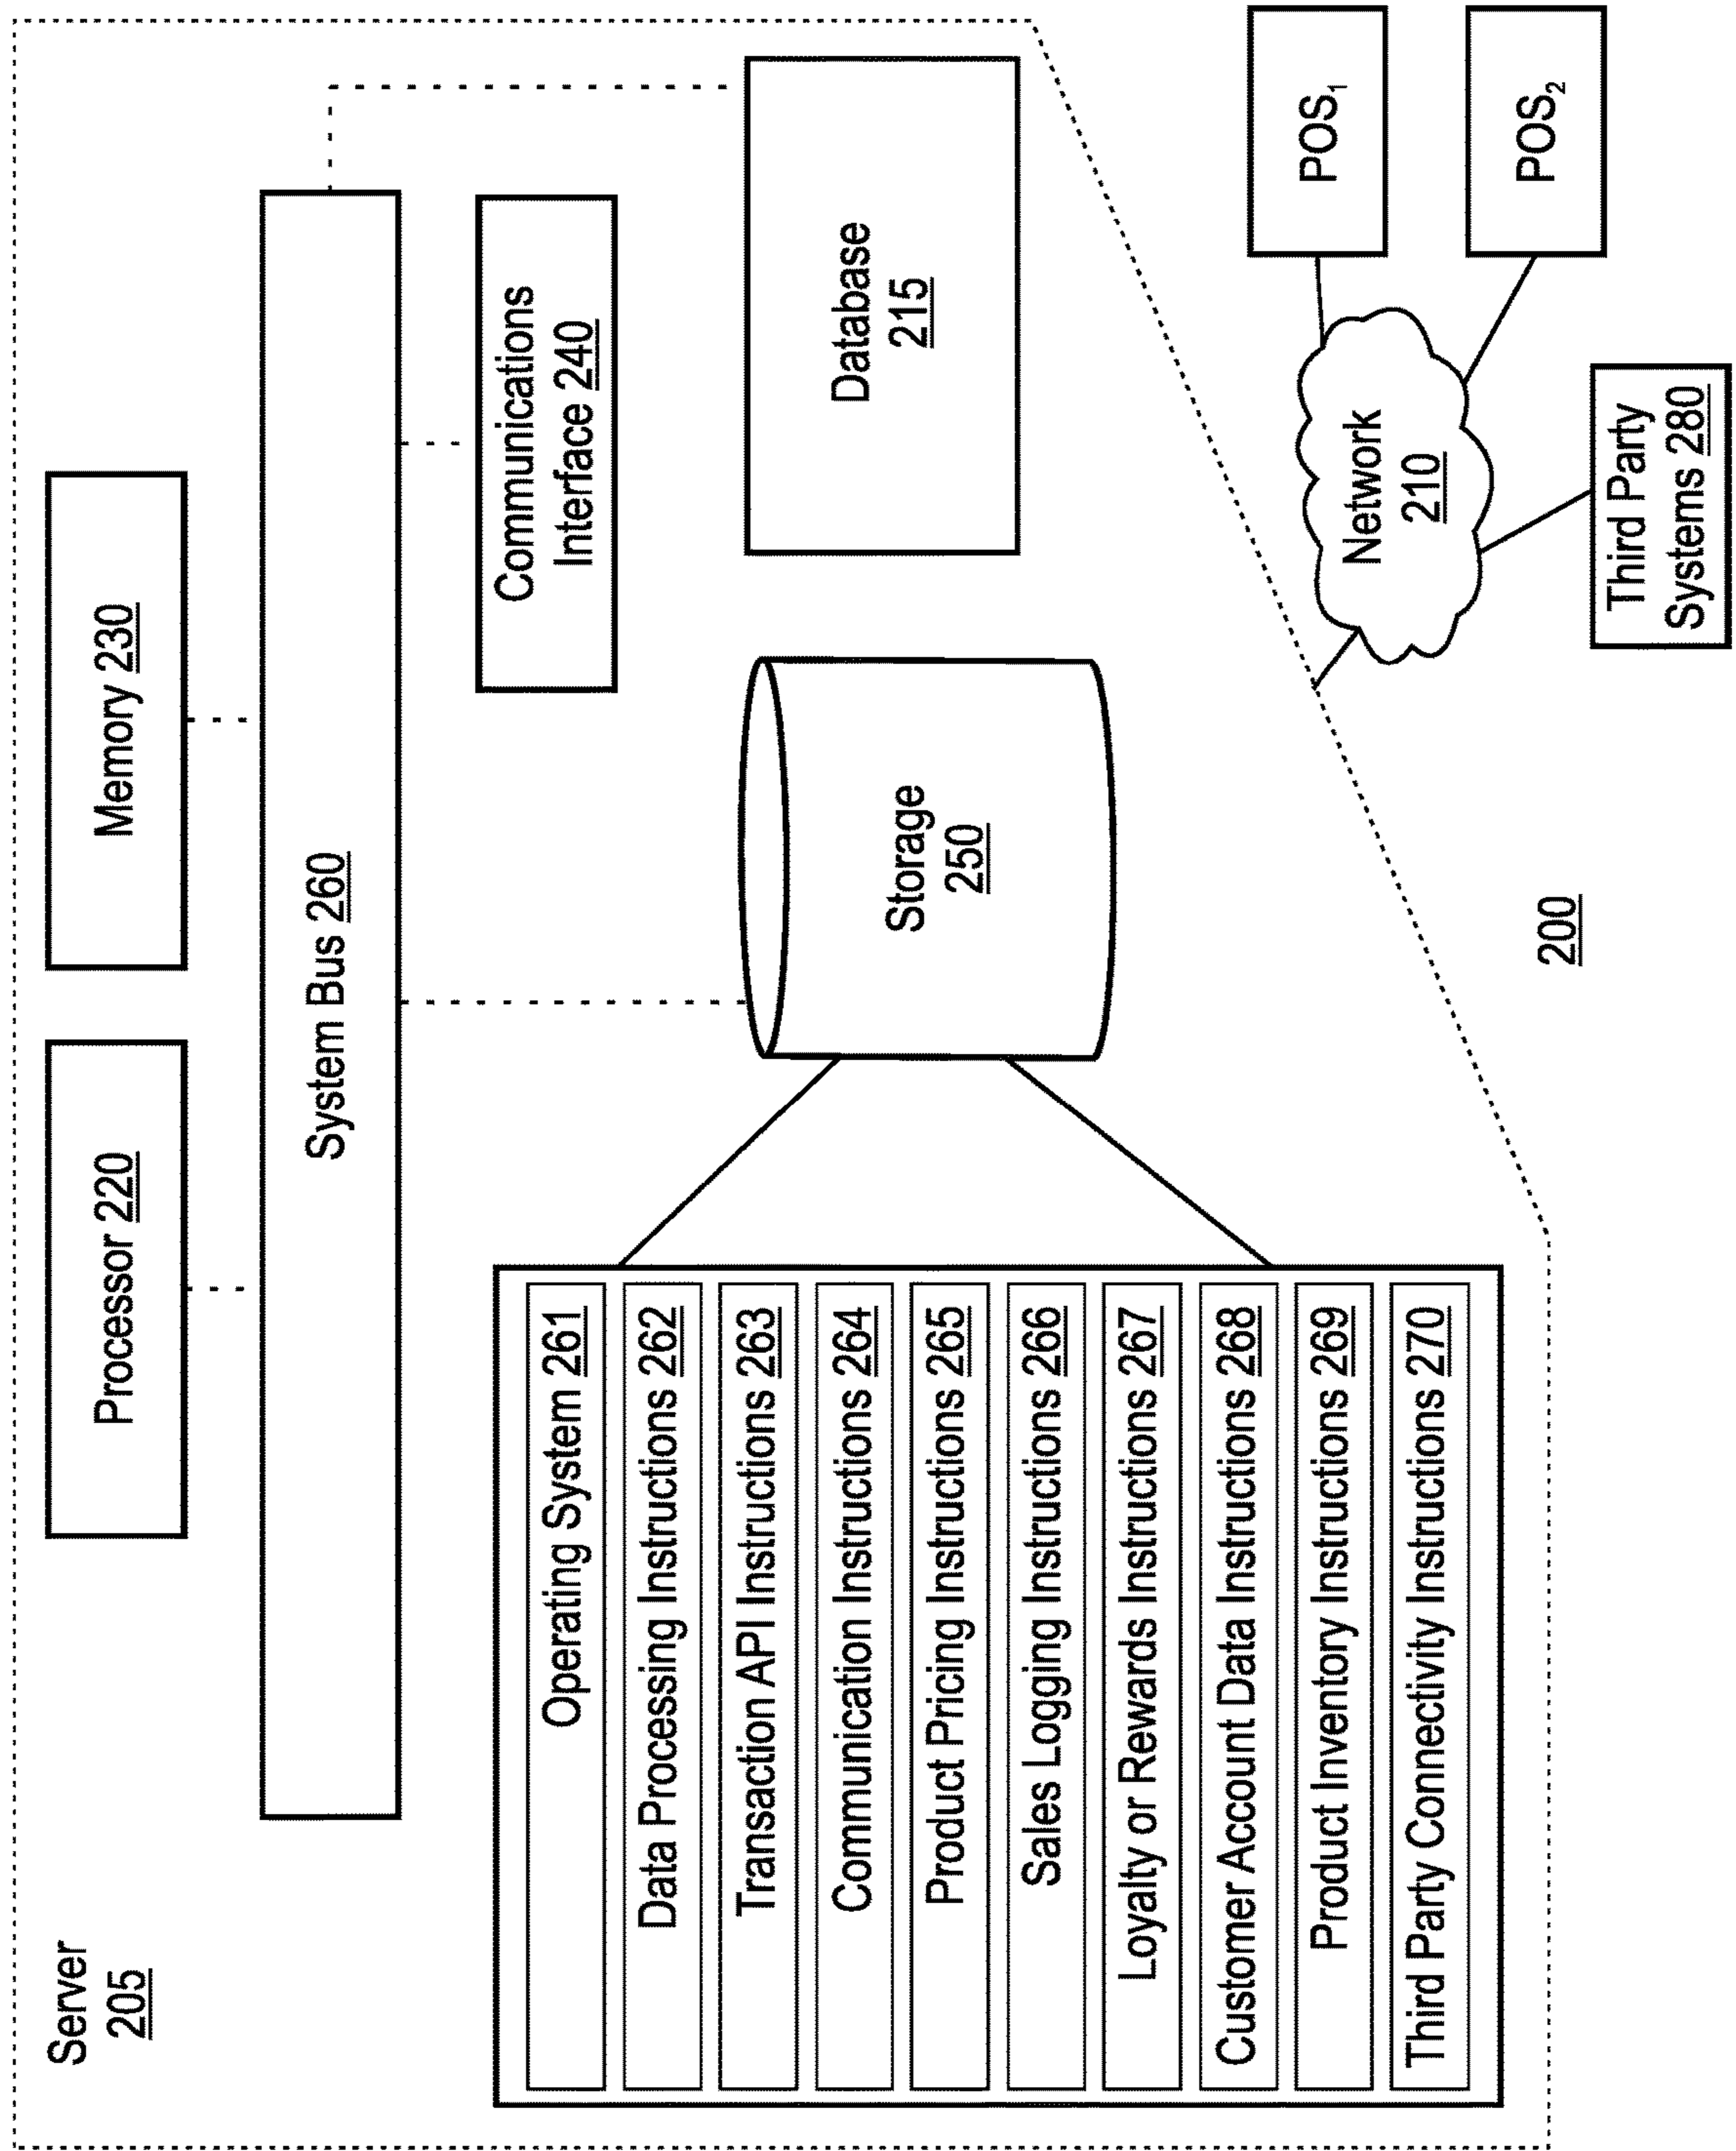 Server
205
Processor 220
Memory 230
System Bus 260
Communications
Interface 240
Operating System 261
Data Processing Instructions 262
Transaction API Instructions 263
Communication Instructions 264
Product Pricing Instructions 265
Sales Logging Instructions 266
Loyalty or Rewards Instructions 267
Customer Account Data Instructions 268
Product Inventory Instructions 269
Third Party Connectivity Instructions 270
Storage
250
Database
215
Network
210
POS₁
POS₂
Third Party
Systems 280
200